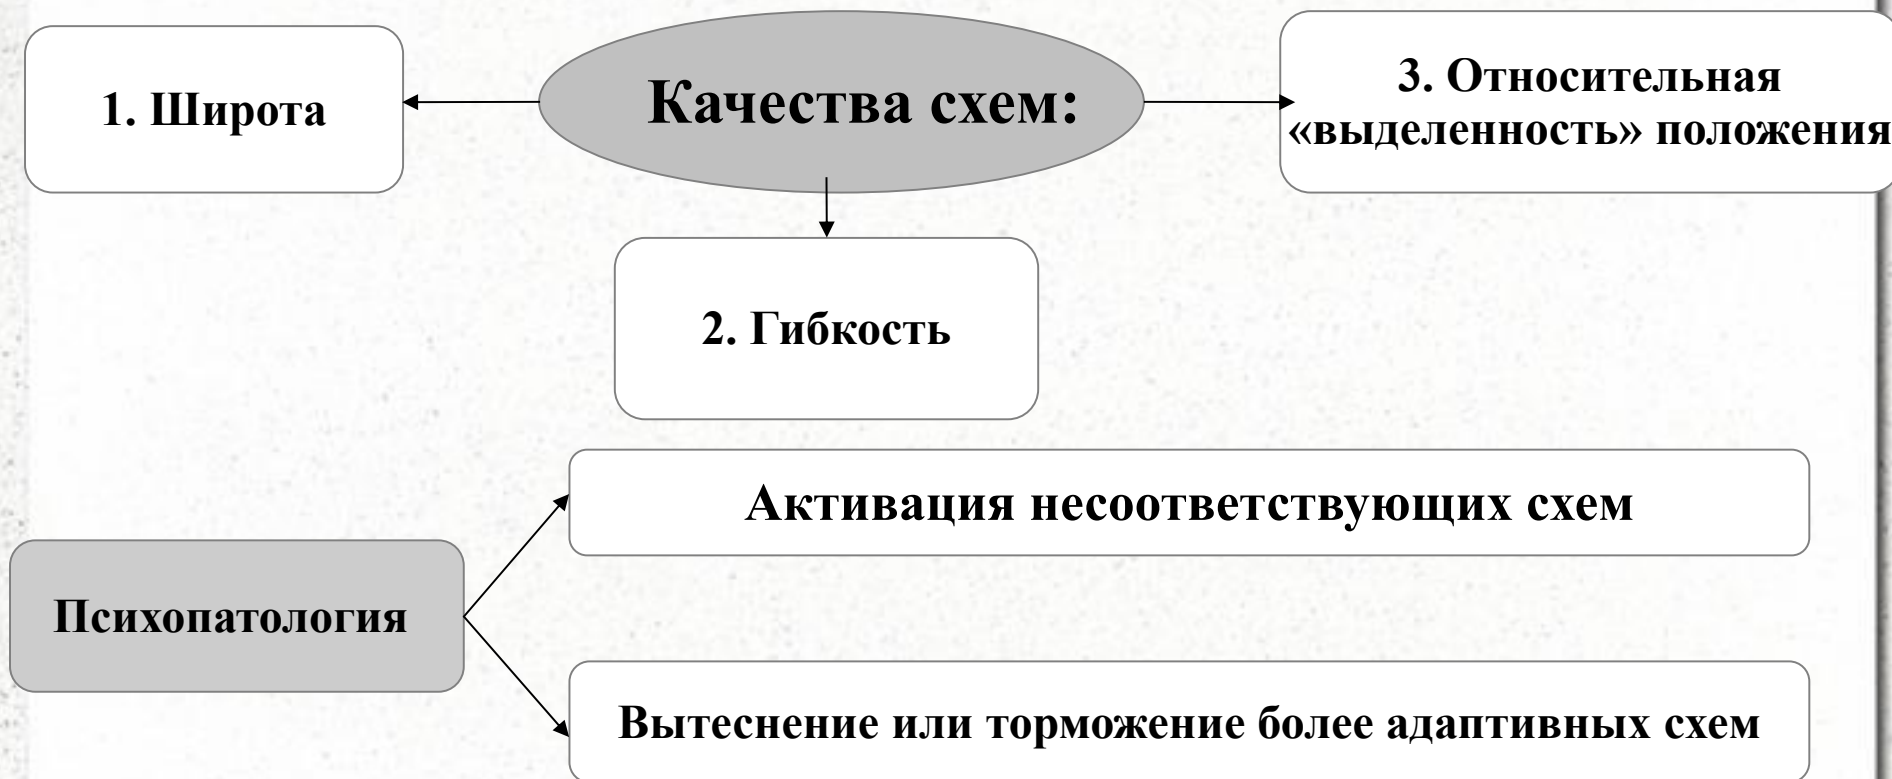 1. Широта
Качества схем:
3. Относительная
«выделенность» положения
2. Гибкость
Активация несоответствующих схем
Психопатология
Вытеснение или торможение более адаптивных схем